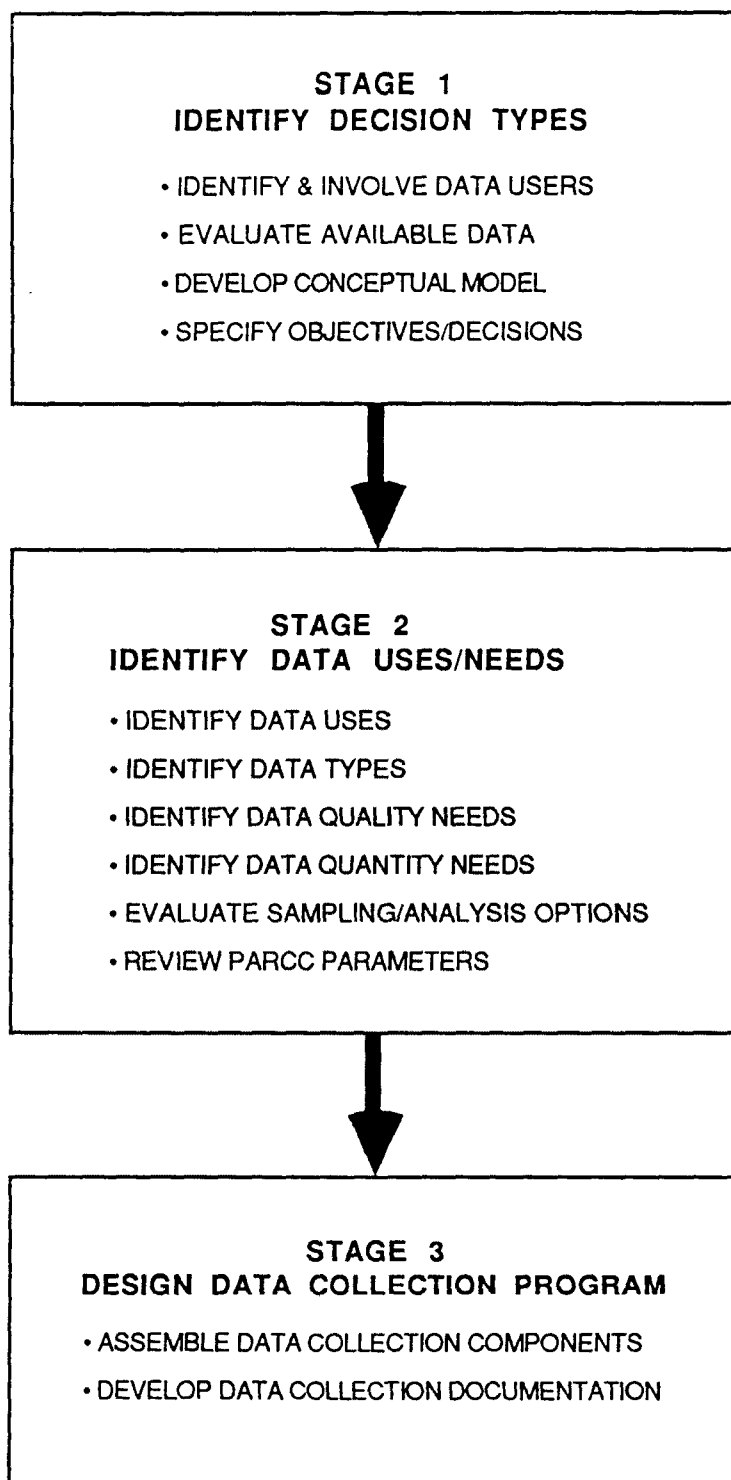 STAGE 1
IDENTIFY DECISION TYPES
• IDENTIFY & INVOLVE DATA USERS
• EVALUATE AVAILABLE DATA
• DEVELOP CONCEPTUAL MODEL
• SPECIFY OBJECTIVES/DECISIONS
STAGE 2
IDENTIFY DATA USES/NEEDS
• IDENTIFY DATA USES
• IDENTIFY DATA TYPES
• IDENTIFY DATA QUALITY NEEDS
• IDENTIFY DATA QUANTITY NEEDS
• EVALUATE SAMPLING/ANALYSIS OPTIONS
• REVIEW PARCC PARAMETERS
STAGE 3
DESIGN DATA COLLECTION PROGRAM
• ASSEMBLE DATA COLLECTION COMPONENTS
• DEVELOP DATA COLLECTION DOCUMENTATION